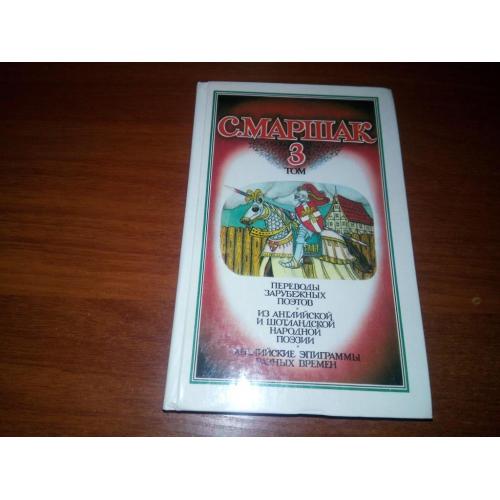 С. МАРШАК
3
ТОМ
ПЕРЕВОДЫ
ЗАРУБЕЖНЫХ
ПОЭТОВ
ИЗ АНГЛИЙСКОЙ
И ШОТЛАНДСКОЙ
НАРОДНОЙ
ПОЭЗИИ
АНГЛИЙСКИЕ ЭПИГРАММЫ
РАЗНЫХ ВРЕМЕН